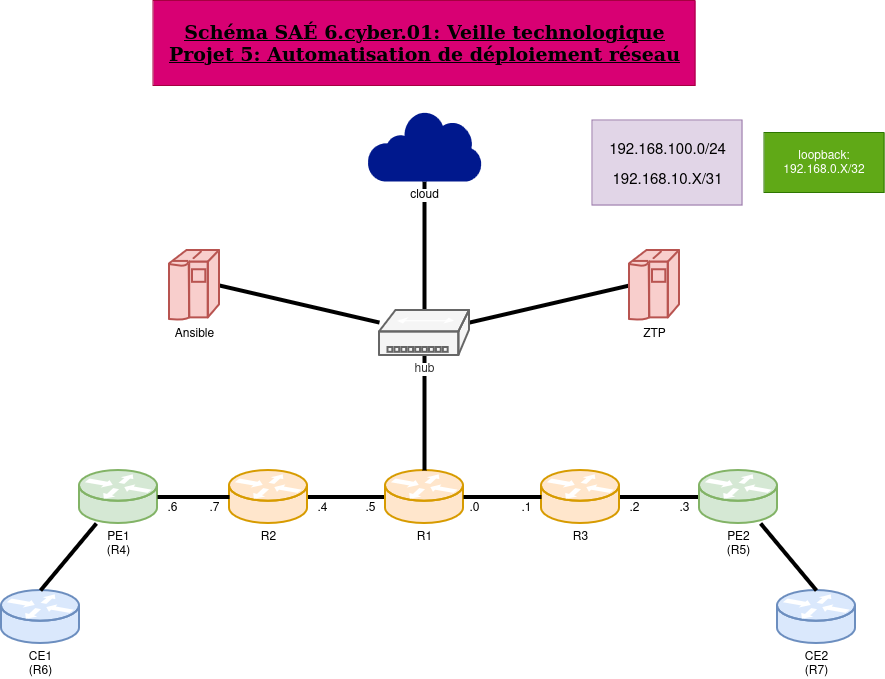 Schéma SAÉ 6.cyber.01: Veille technologique
Projet 5: Automatisation de déploiement réseau
cloud
192.168.100.0/24
192.168.10.X/31
loopback:
192.168.0.X/32
Ansible
ZTP
hub
.6
.7
.4
.5
.0
.1
.2
.3
PE1
(R4)
R2
R1
R3
PE2
(R5)
CE1
(R6)
CE2
(R7)